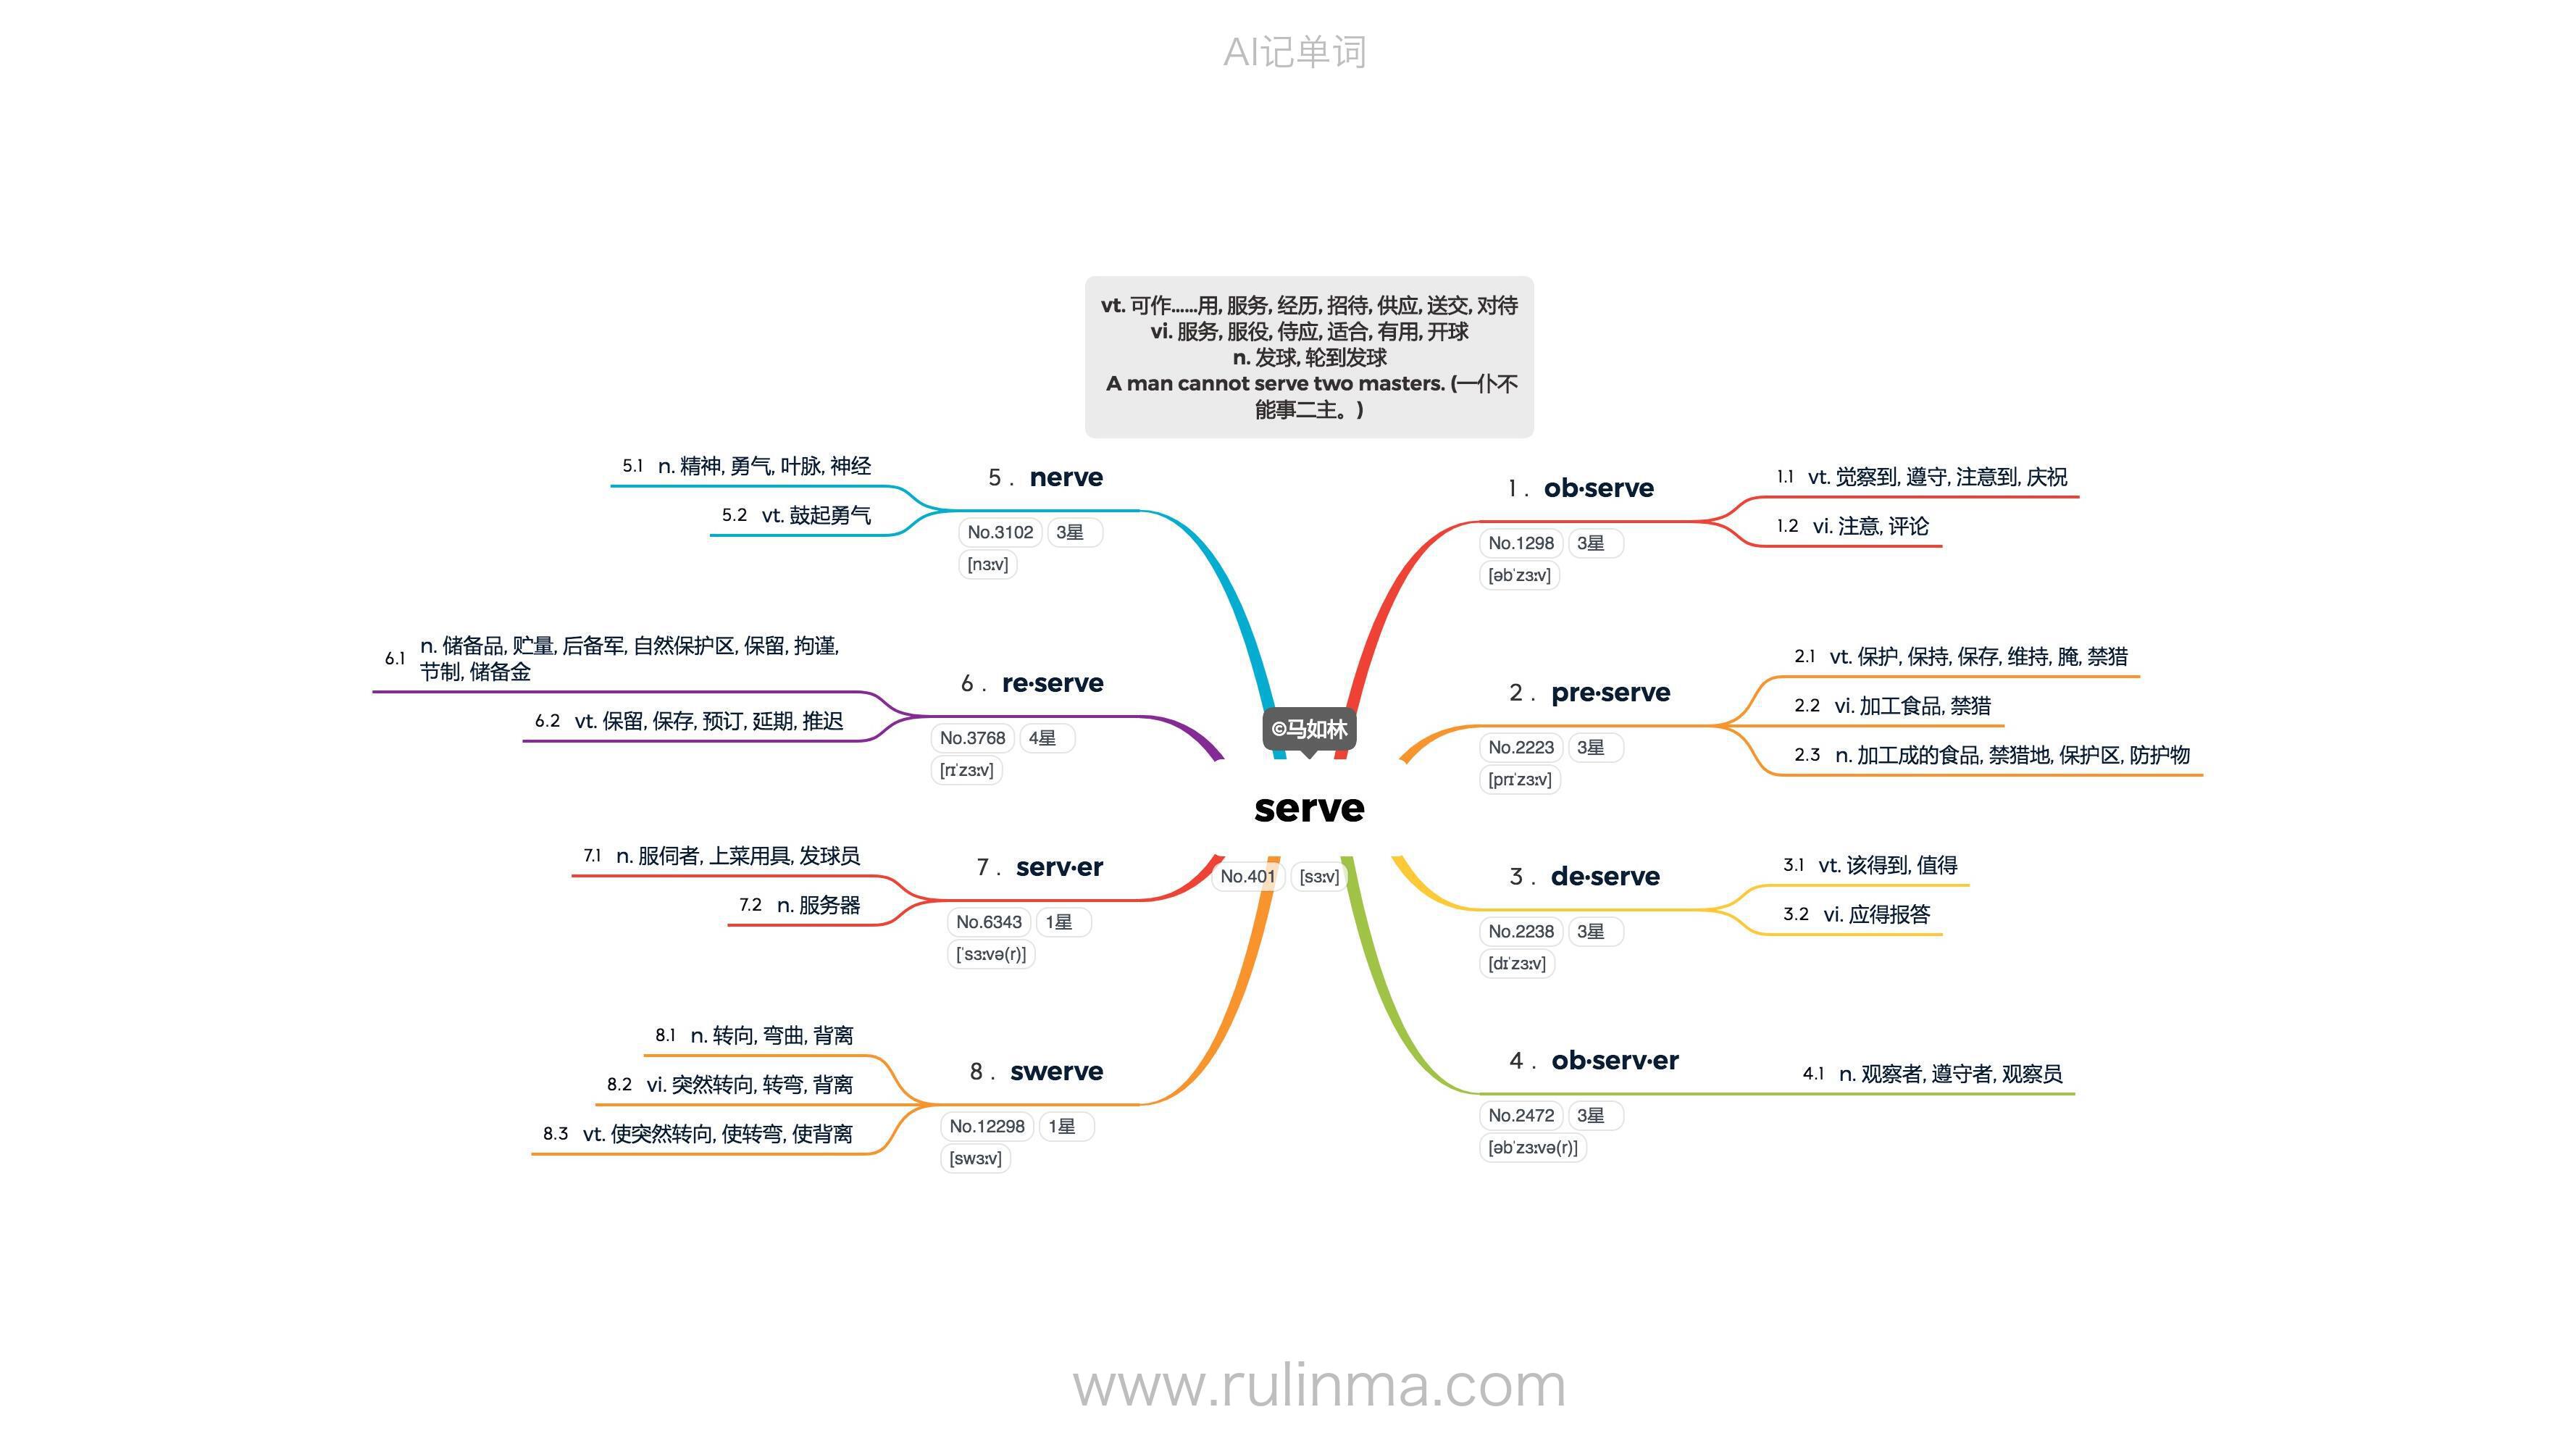 AI记单词
vt. 可作......用, 服务, 经历, 招待, 供应, 送交, 对待
vi. 服务, 服役, 侍应, 适合, 有用, 开球
n. 发球, 轮到发球
A man cannot serve two masters. (一仆不
能事二主。)
©马如林
serve
No.401 [sɜːv]
1. ob·serve
No.1298 3星
[əbˈzɜːv]
1.1 vt. 觉察到, 遵守, 注意到, 庆祝
1.2 vi. 注意, 评论
2. pre·serve
No.2223 3星
[prɪˈzɜːv]
2.1 vt. 保护, 保持, 保存, 维持, 腌, 禁猎
2.2 vi. 加工食品, 禁猎
2.3 n. 加工成的食品, 禁猎地, 保护区, 防护物
3. de·serve
No.2238 3星
[dɪˈzɜːv]
3.1 vt. 该得到, 值得
3.2 vi. 应得报答
4. ob·serv·er
No.2472 3星
[əbˈzɜːvə(r)]
4.1 n. 观察者, 遵守者, 观察员
5. nerve
No.3102 3星
[nɜːv]
5.1 n. 精神, 勇气, 叶脉, 神经
5.2 vt. 鼓起勇气
6. re·serve
No.3768 4星
[rɪˈzɜːv]
6.1 n. 储备品, 贮量, 后备军, 自然保护区, 保留, 拘谨,
节制, 储备金
6.2 vt. 保留, 保存, 预订, 延期, 推迟
7. serv·er
No.6343 1星
[ˈsɜːvə(r)]
7.1 n. 服伺者, 上菜用具, 发球员
7.2 n. 服务器
8. swerve
No.12298 1星
[swɜːv]
8.1 n. 转向, 弯曲, 背离
8.2 vi. 突然转向, 转弯, 背离
8.3 vt. 使突然转向, 使转弯, 使背离
www.rulinma.com